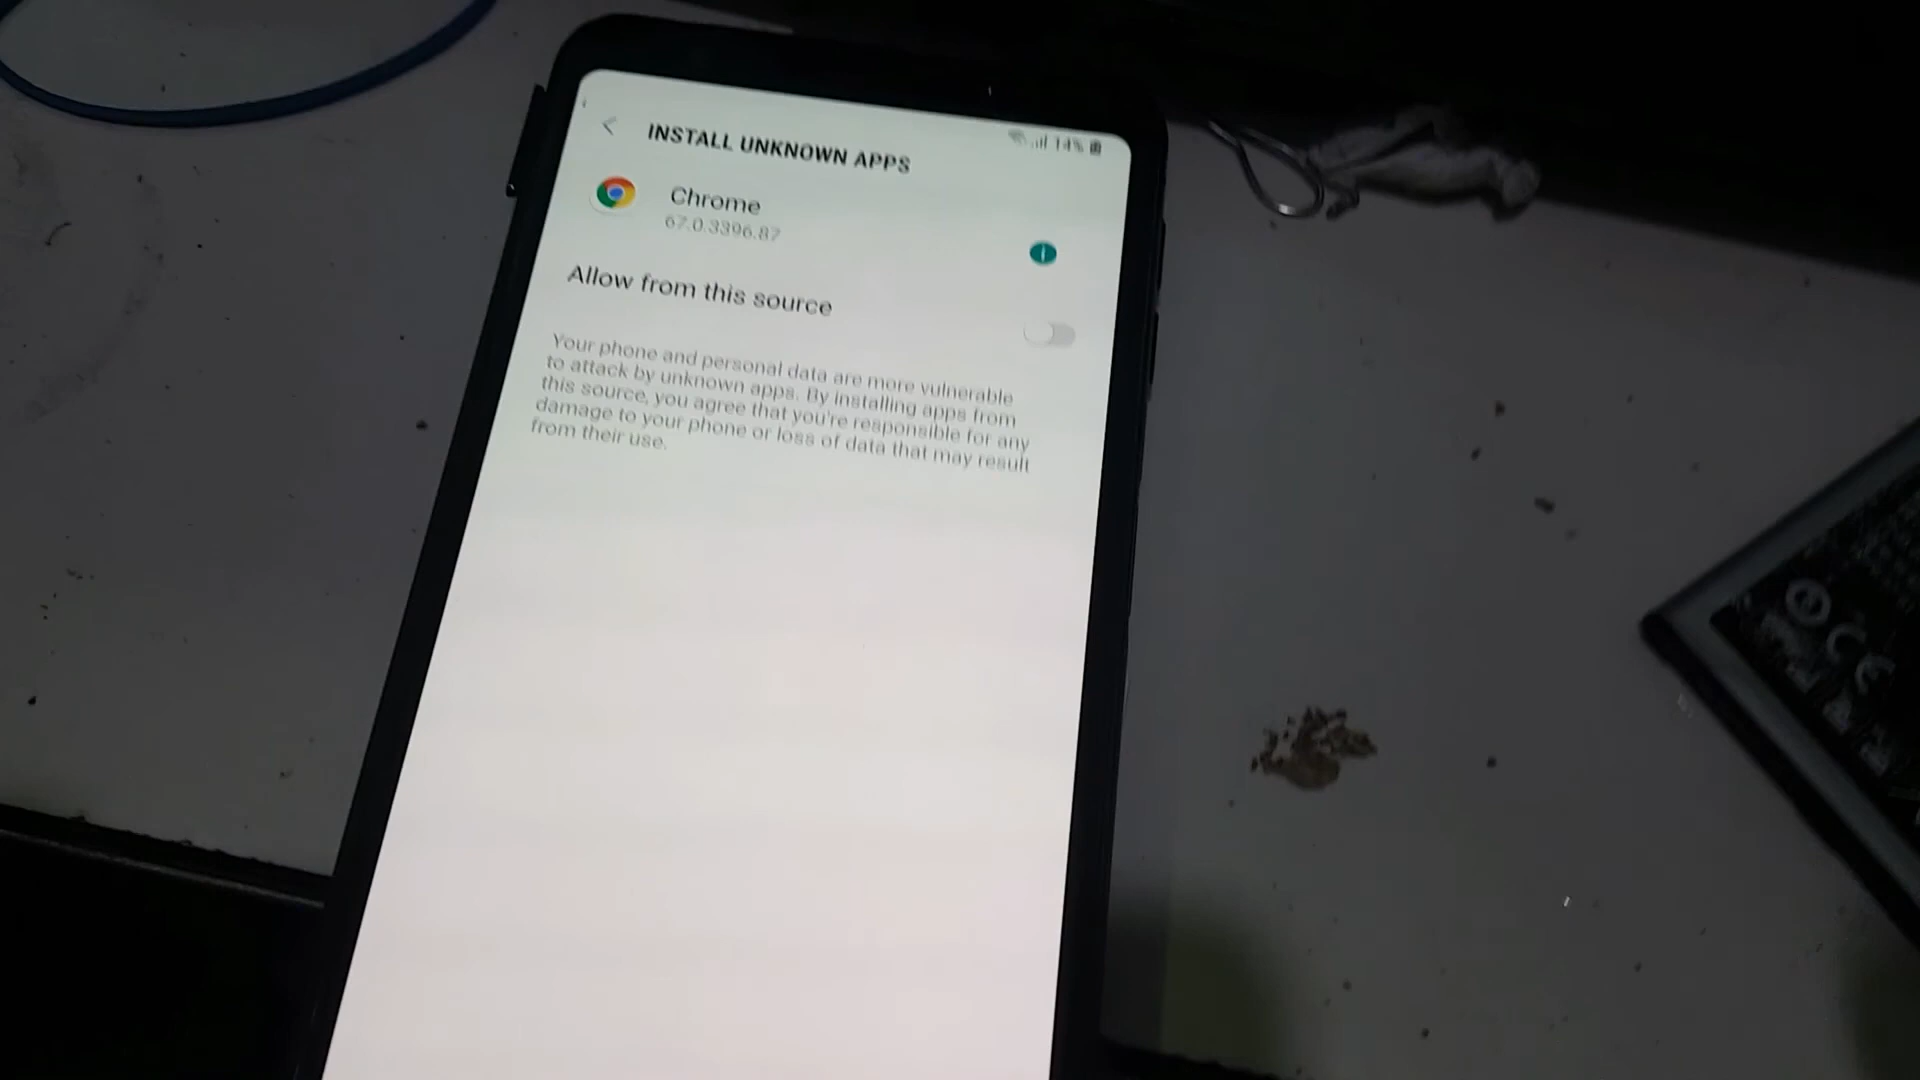 INSTALL UNKNOWN APPS
14%
Chrome
67.0.3396.87
Allow from this source
Your phone and personal data are more vulnerable
to attack by unknown apps. By installing apps from
this source, you agree that you're responsible for any
damage to your phone or loss of data that may result
from their use.